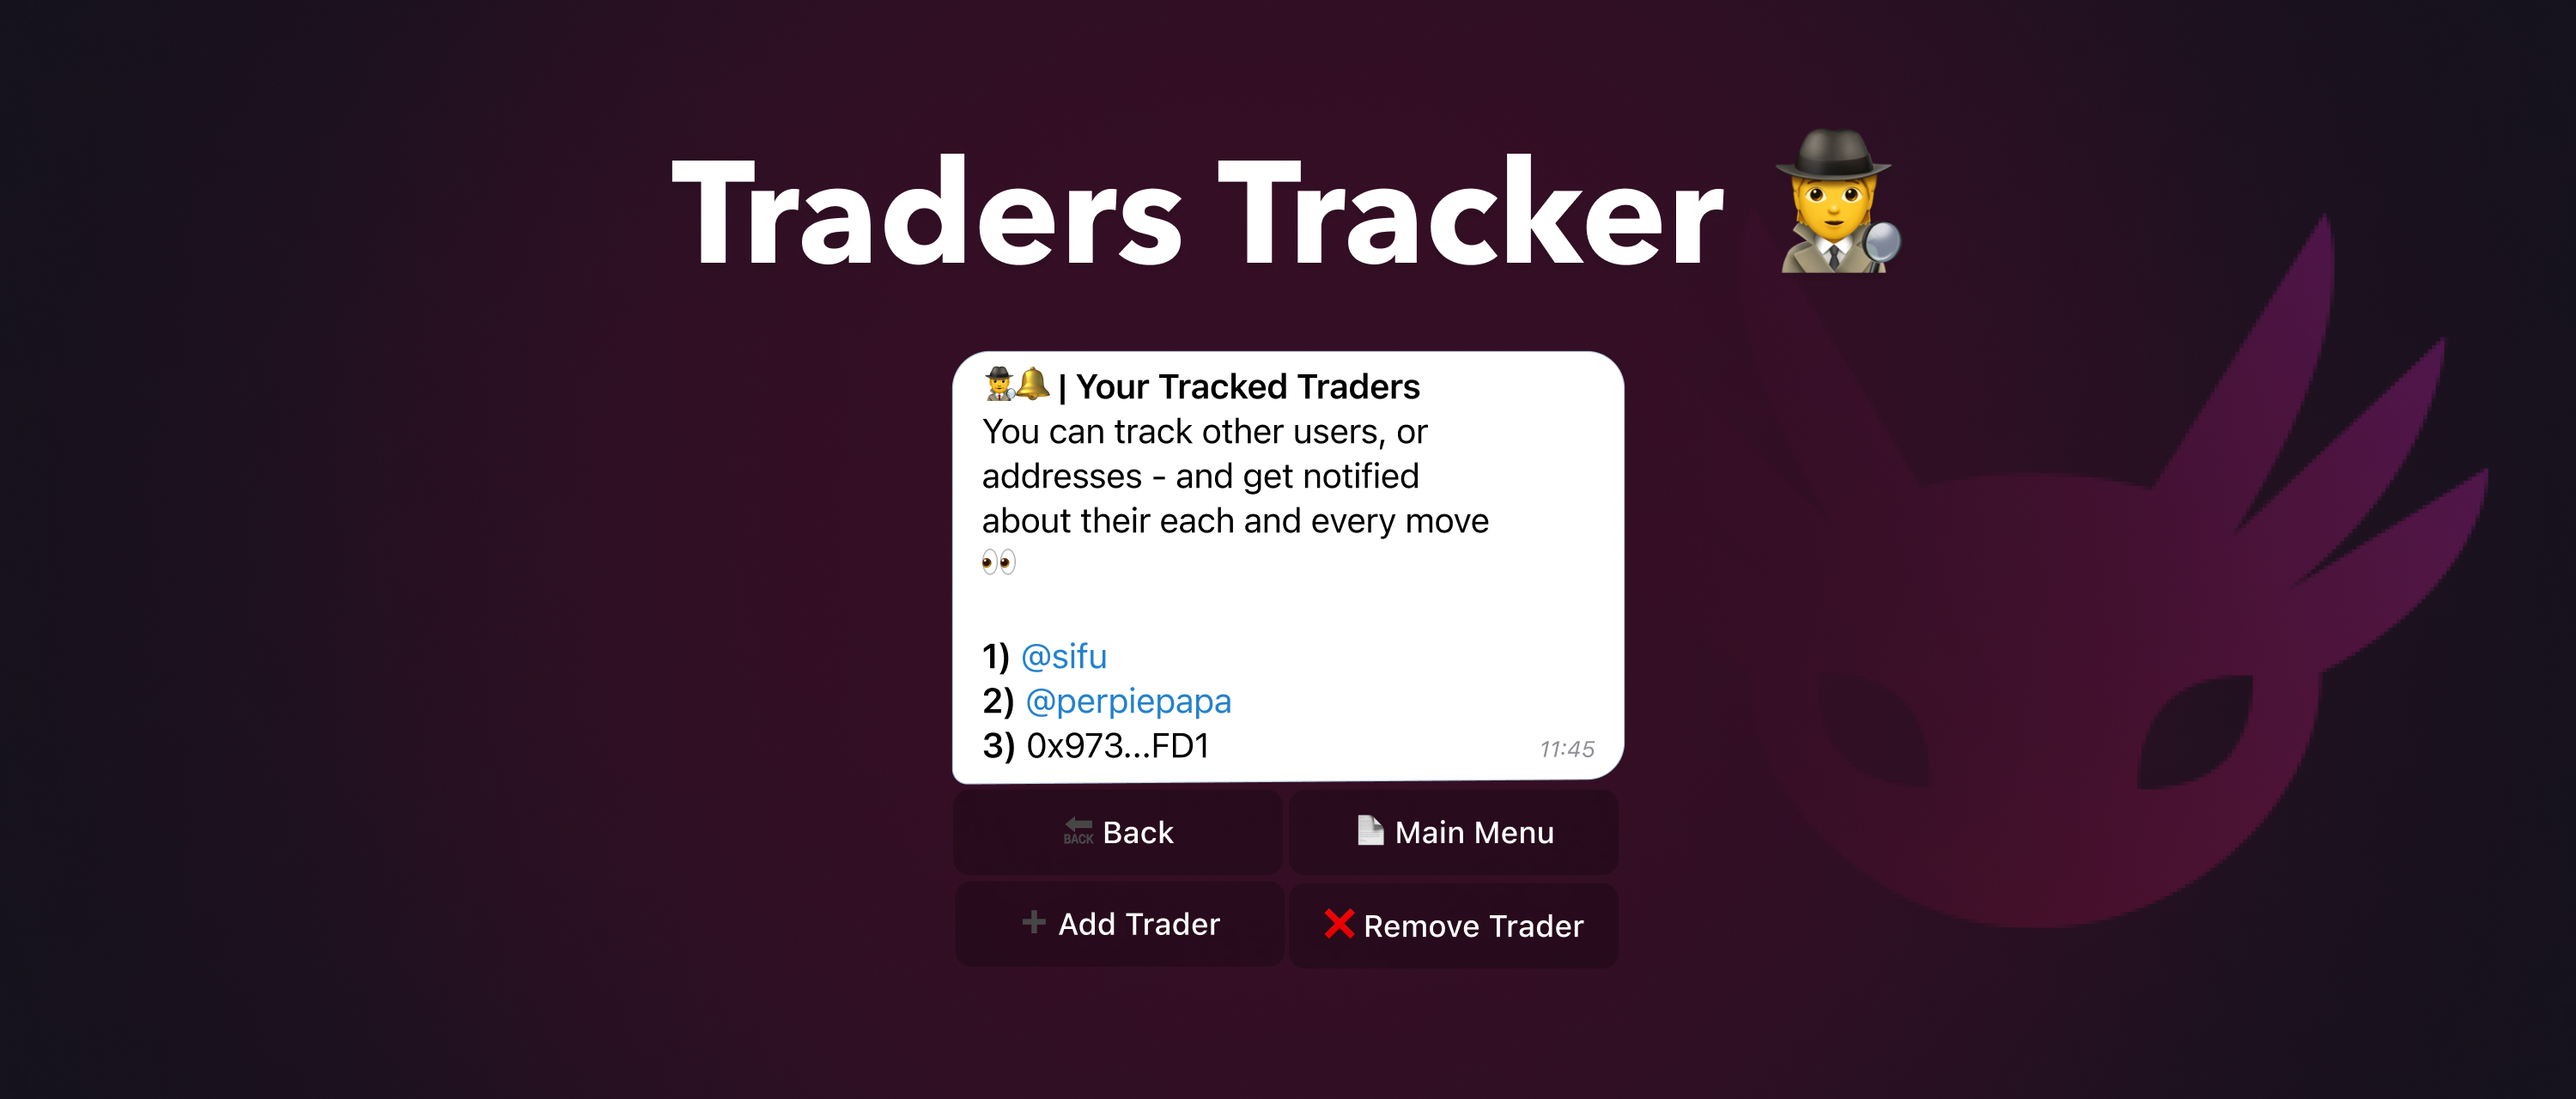 Traders Tracker 🕵️
🕵️🔔 | Your Tracked Traders
You can track other users, or
addresses - and get notified
about their each and every move
👀
1) @sifu
2) @perpiepapa
3) 0x973...FD1
11:45
🔙 Back
📄 Main Menu
➕ Add Trader
❌ Remove Trader